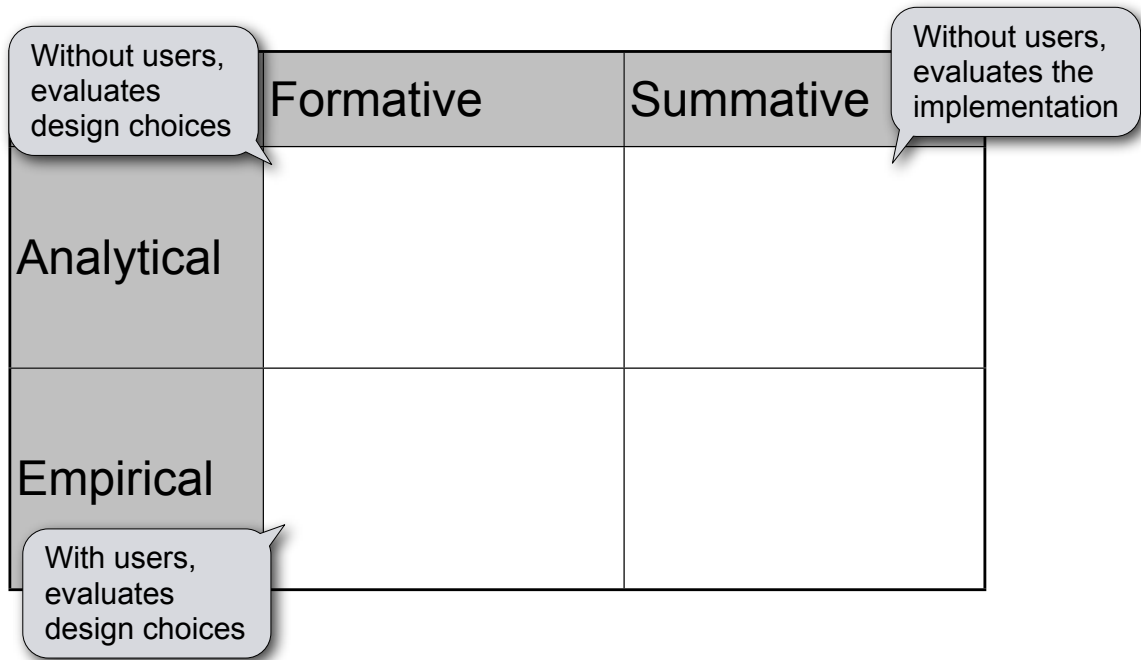 Without users,
evaluates
design choices
Formative
Summative
Without users,
evaluates the
implementation
Analytical
Empirical
With users,
evaluates
design choices